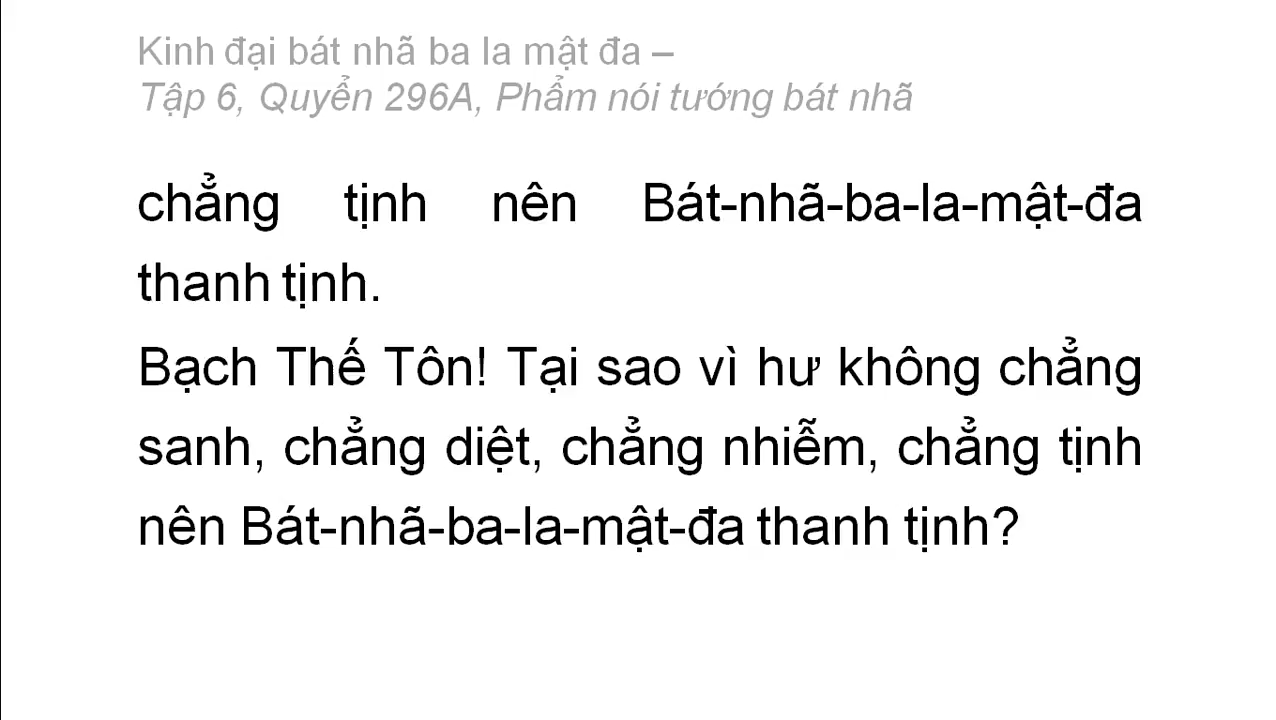 Kinh đại bát nhã ba la mật đa –
Tập 6, Quyển 296A, Phẩm nói tướng bát nhã
chẳng tịnh nên Bát-nhã-ba-la-mật-đa
thanh tịnh.
Bạch Thế Tôn! Tại sao vì hư không chẳng
sanh, chẳng diệt, chẳng nhiễm, chẳng tịnh
nên Bát-nhã-ba-la-mật-đa thanh tịnh?